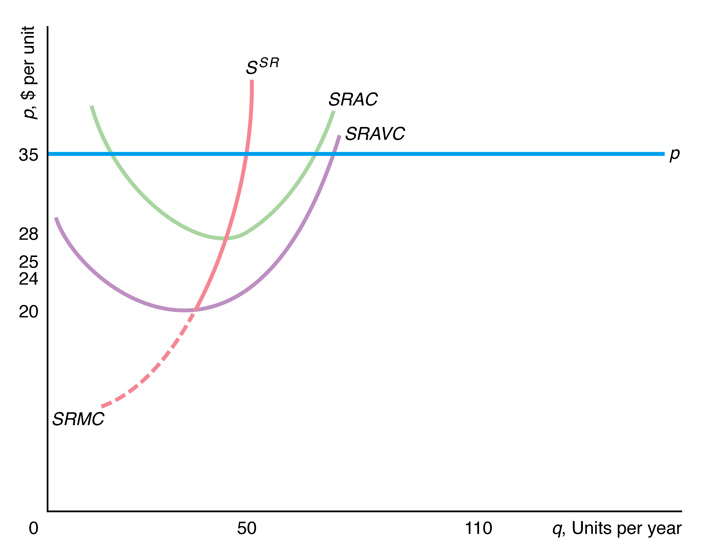 p, $ per unit
S^SR
SRAC
SRAVC
35
p
28
25
24
20
SRMC
0
50
110
q, Units per year